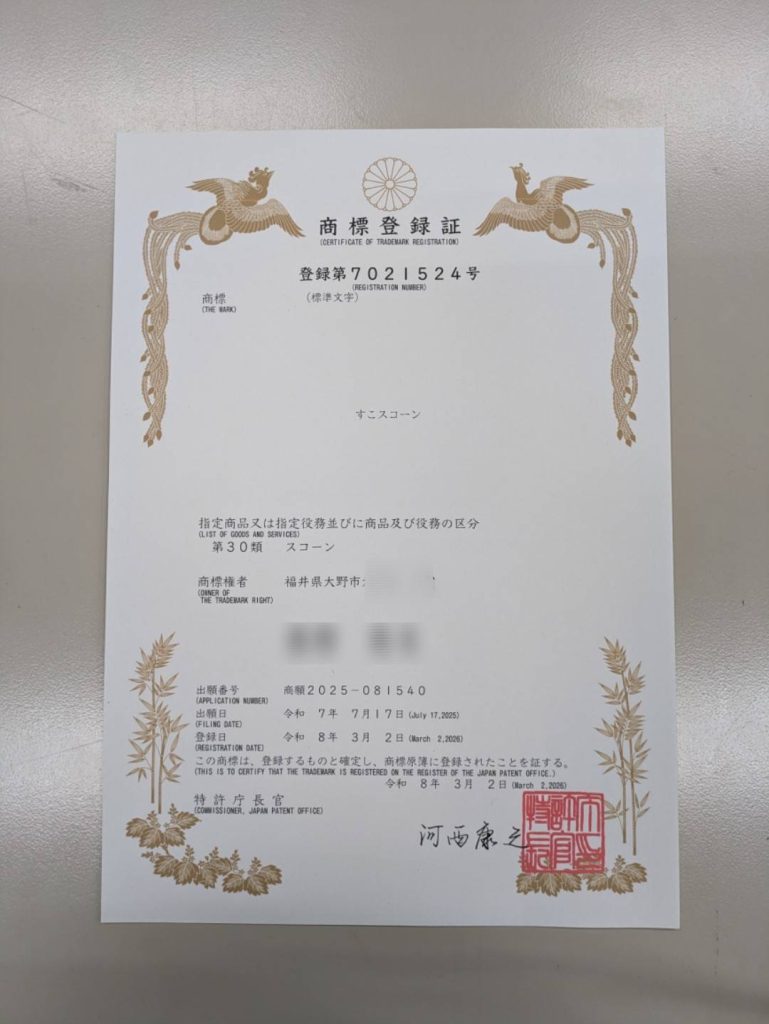 商標登録証
(CERTIFICATE OF TRADEMARK REGISTRATION)
登録第7021524号
(REGISTRATION NUMBER)
商標 (標準文字)
(THE MARK)
すこスコーン
指定商品又は指定役務並びに商品及び役務の区分
(LIST OF GOODS AND SERVICES)
第30類 スコーン
商標権者 福井県大野市
(OWNER OF
THE TRADEMARK RIGHT)
出願番号 商願2025-081540
(APPLICATION NUMBER)
出願日 令和 7年 7月17日(July 17,2025)
(FILING DATE)
登録日 令和 8年 3月 2日(March 2,2026)
(REGISTRATION DATE)
この商標は、登録するものと確定し、商標原簿に登録されたことを証する。
(THIS IS TO CERTIFY THAT THE TRADEMARK IS REGISTERED ON THE REGISTER OF THE JAPAN PATENT OFFICE.)
令和 8年 3月 2日(March 2,2026)
特許庁長官
(COMMISSIONER, JAPAN PATENT OFFICE)
河西康之